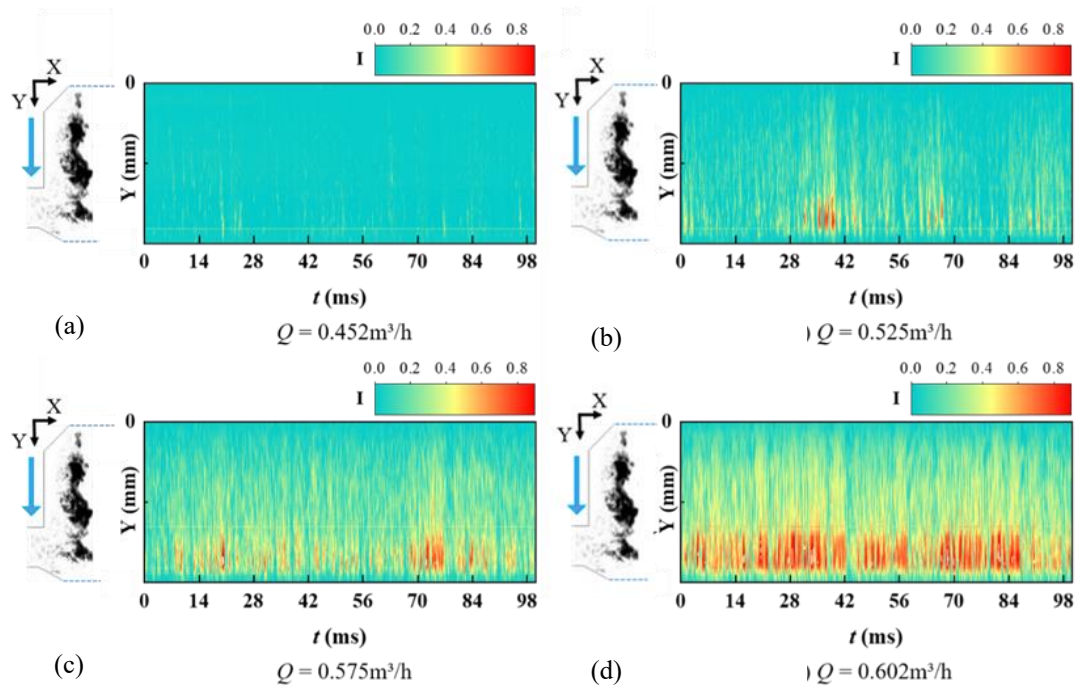 0.0 0.2 0.4 0.6 0.8
I
X
Y
0
Y (mm)
0 14 28 42 56 70 84 98
t (ms)
(a)
Q = 0.452m³/h
0.0 0.2 0.4 0.6 0.8
I
X
Y
0
Y (mm)
0 14 28 42 56 70 84 98
t (ms)
(b)
) Q = 0.525m³/h
0.0 0.2 0.4 0.6 0.8
I
X
Y
0
Y (mm)
0 14 28 42 56 70 84 98
t (ms)
(c)
Q = 0.575m³/h
0.0 0.2 0.4 0.6 0.8
I
X
Y
0
Y (mm)
0 14 28 42 56 70 84 98
t (ms)
(d)
) Q = 0.602m³/h